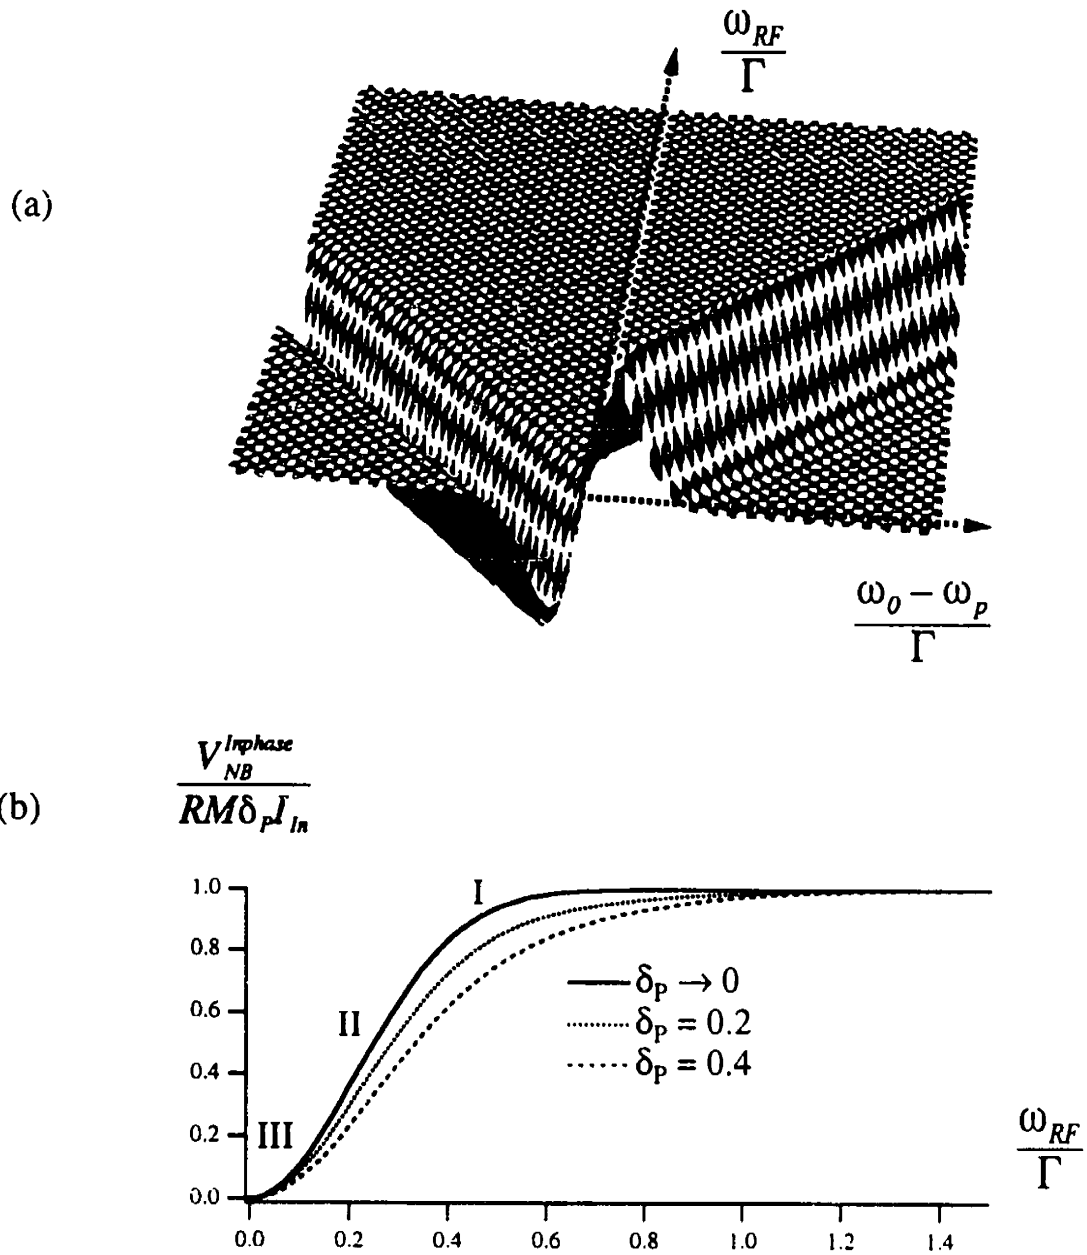 ω_RF
Γ
(a)
ω_0 − ω_p
Γ
V_NB^Inphase
RMδ_P I_In
(b)
1.0
0.8
0.6
0.4
0.2
0.0
I
II
III
δ_P → 0
δ_P = 0.2
δ_P = 0.4
ω_RF
Γ
0.0 0.2 0.4 0.6 0.8 1.0 1.2 1.4